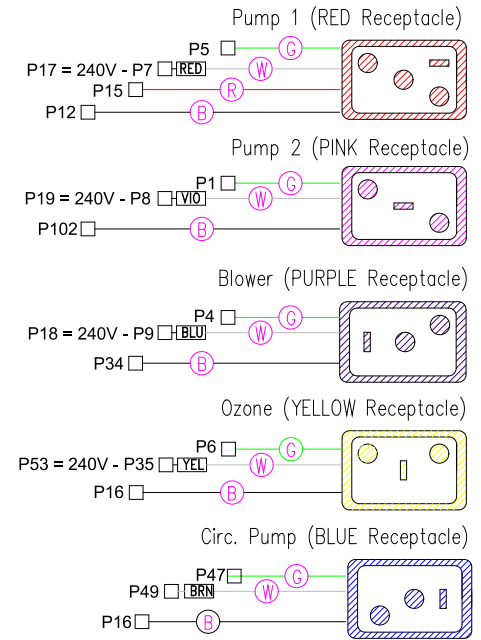 Pump 1 (RED Receptacle)
P5 G
P17 = 240V - P7 RED W
P15 R
P12 B
Pump 2 (PINK Receptacle)
P1 G
P19 = 240V - P8 VIO W
P102 B
Blower (PURPLE Receptacle)
P4 G
P18 = 240V - P9 BLU W
P34 B
Ozone (YELLOW Receptacle)
P6 G
P53 = 240V - P35 YEL W
P16 B
Circ. Pump (BLUE Receptacle)
P47 G
P49 BRN W
P16 B